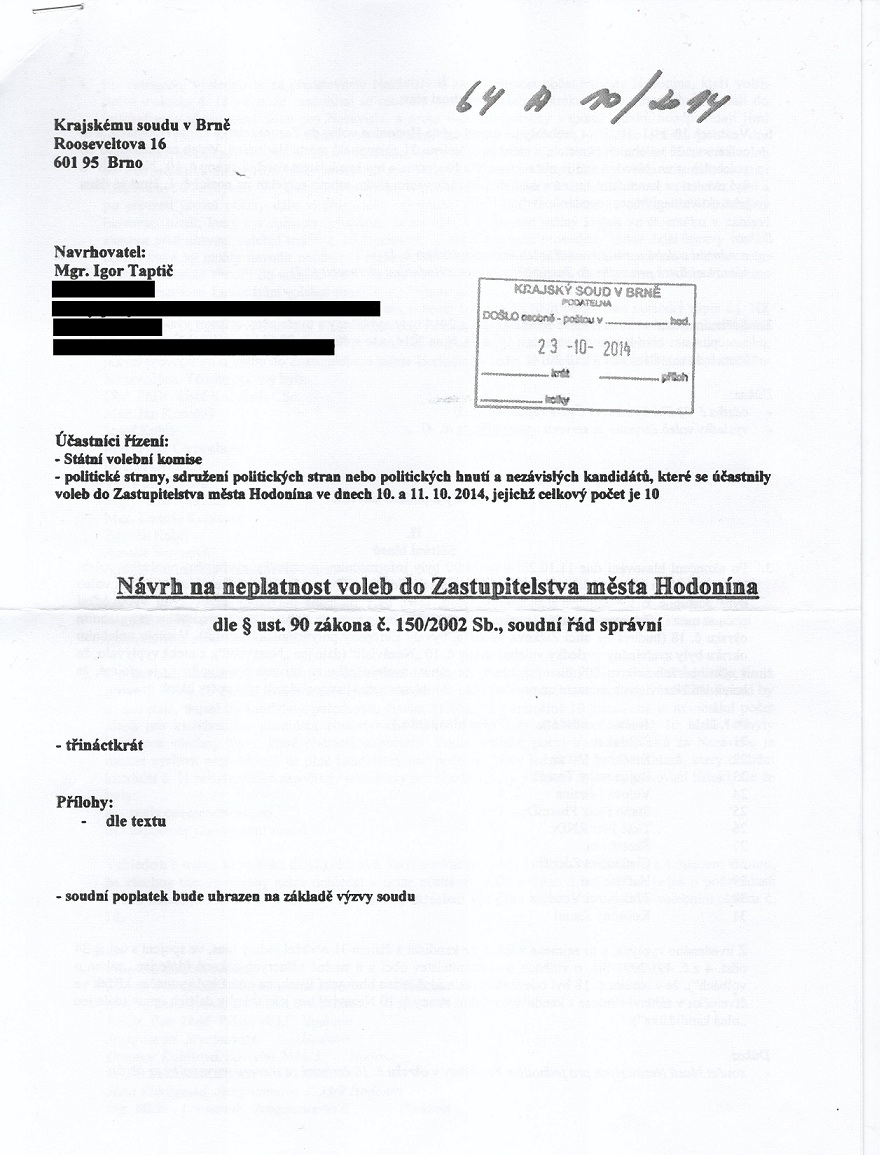 64 A 10/2014
Krajskému soudu v Brně
Rooseveltova 16
601 95 Brno
Navrhovatel:
Mgr. Igor Taptič
KRAJSKÝ SOUD V BRNĚ
PODATELNA
DOŠLO osobně - poštou v hod.
23 -10- 2014
krát příloh
kolky
Účastníci řízení:
- Státní volební komise
- politické strany, sdružení politických stran nebo politických hnutí a nezávislých kandidátů, které se účastnily
voleb do Zastupitelstva města Hodonína ve dnech 10. a 11. 10. 2014, jejichž celkový počet je 10
Návrh na neplatnost voleb do Zastupitelstva města Hodonína
dle § ust. 90 zákona č. 150/2002 Sb., soudní řád správní
- třináctkrát
Přílohy:
- dle textu
- soudní poplatek bude uhrazen na základě výzvy soudu